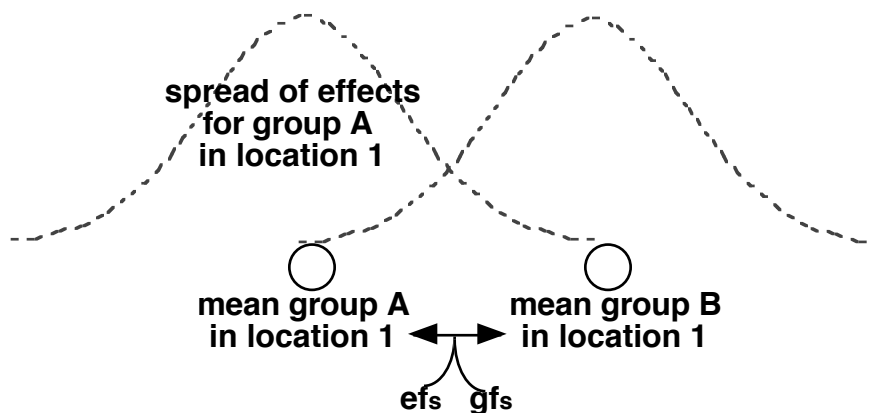 spread of effects
for group A
in location 1
mean group A
in location 1
mean group B
in location 1
efs gfs